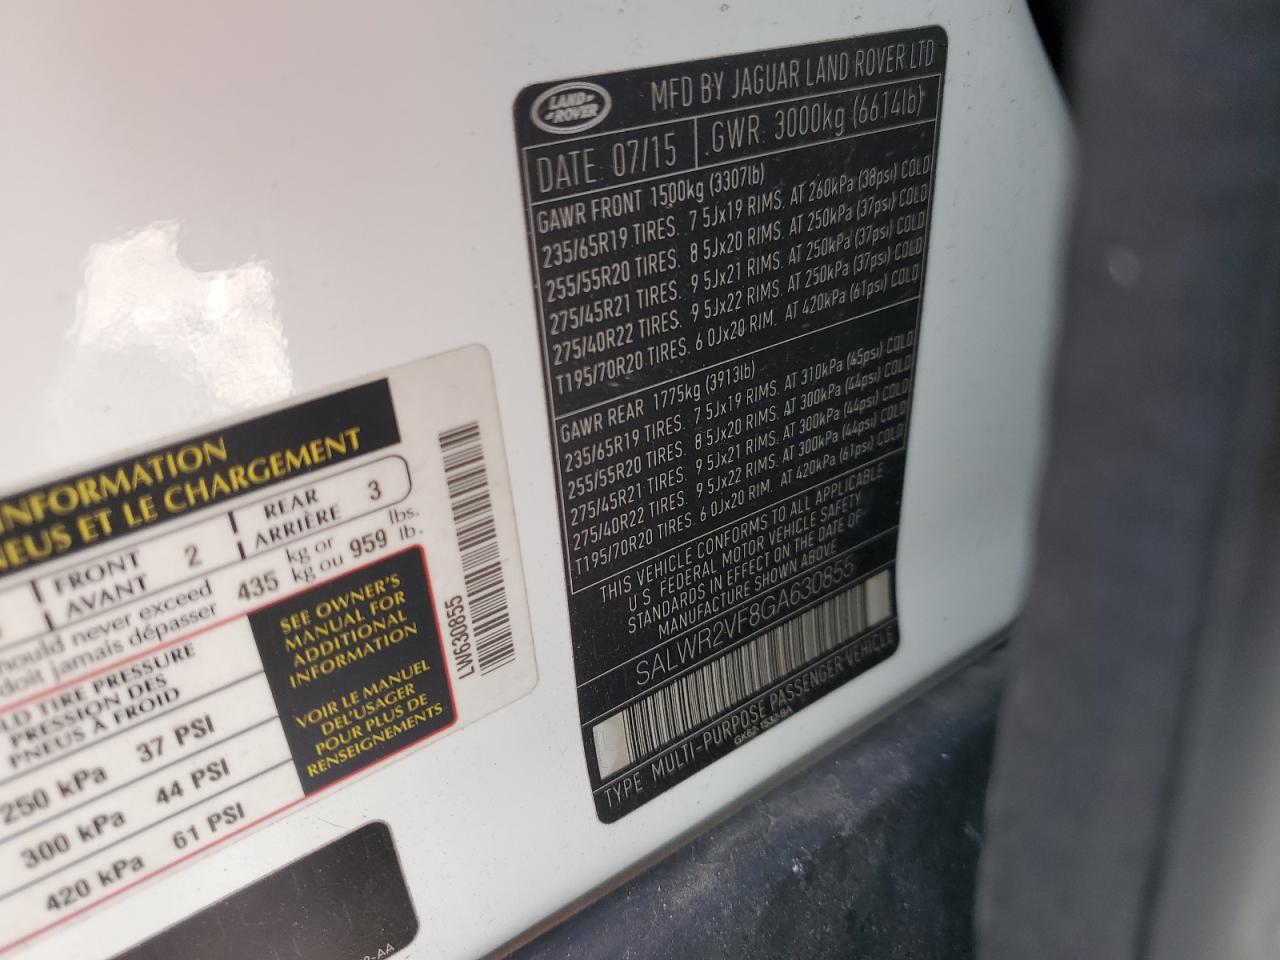 LAND ROVER
MFD BY JAGUAR LAND ROVER LTD
DATE: 07/15 GWR: 3000kg (6614lb)
GAWR FRONT 1500kg (3307lb)
235/65R19 TIRES. 7 5Jx19 RIMS. AT 260kPa (38psi) COLD
255/55R20 TIRES. 8 5Jx20 RIMS. AT 250kPa (37psi) COLD
275/45R21 TIRES. 9 5Jx21 RIMS. AT 250kPa (37psi) COLD
275/40R22 TIRES. 9 5Jx22 RIMS. AT 250kPa (37psi) COLD
T195/70R20 TIRES. 6 0Jx20 RIM. AT 420kPa (61psi) COLD
GAWR REAR 1775kg (3913lb)
235/65R19 TIRES. 7 5Jx19 RIMS. AT 310kPa (45psi) COLD
255/55R20 TIRES. 8 5Jx20 RIMS. AT 300kPa (44psi) COLD
275/45R21 TIRES. 9 5Jx21 RIMS. AT 300kPa (44psi) COLD
275/40R22 TIRES. 9 5Jx22 RIMS. AT 300kPa (44psi) COLD
T195/70R20 TIRES. 6 0Jx20 RIM. AT 420kPa (61psi) COLD
THIS VEHICLE CONFORMS TO ALL APPLICABLE
U S FEDERAL MOTOR VEHICLE SAFETY
STANDARDS IN EFFECT ON THE DATE OF
MANUFACTURE SHOWN ABOVE
SALWR2VF8GA630855
TYPE MULTI-PURPOSE PASSENGER VEHICLE
INFORMATION
NEUS ET LE CHARGEMENT
FRONT 2 REAR 3
AVANT ARRIÈRE
should never exceed 435 kg or 959 lbs.
doit jamais dépasser kg ou lb.
LD TIRE PRESSURE
PRESSION DES
PNEUS À FROID
250 kPa 37 PSI
300 kPa 44 PSI
420 kPa 61 PSI
SEE OWNER'S
MANUAL FOR
ADDITIONAL
INFORMATION
VOIR LE MANUEL
DE L'USAGER
POUR PLUS DE
RENSEIGNEMENTS
LW630855